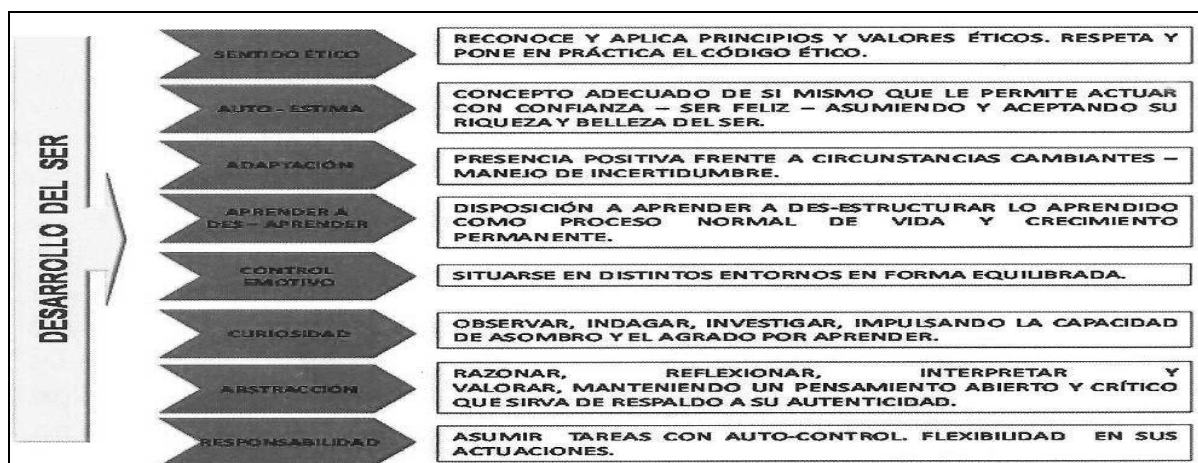 DESARROLLO DEL SER
SENTIDO ÉTICO
RECONOCE Y APLICA PRINCIPIOS Y VALORES ÉTICOS. RESPETA Y
PONE EN PRÁCTICA EL CÓDIGO ÉTICO.
AUTO - ESTIMA
CONCEPTO ADECUADO DE SI MISMO QUE LE PERMITE ACTUAR
CON CONFIANZA – SER FELIZ – ASUMIENDO Y ACEPTANDO SU
RIQUEZA Y BELLEZA DEL SER.
ADAPTACIÓN
PRESENCIA POSITIVA FRENTE A CIRCUNSTANCIAS CAMBIANTES –
MANEJO DE INCERTIDUMBRE.
APRENDER A
DES – APRENDER
DISPOSICIÓN A APRENDER A DES-ESTRUCTURAR LO APRENDIDO
COMO PROCESO NORMAL DE VIDA Y CRECIMIENTO
PERMANENTE.
CONTROL
EMOTIVO
SITUARSE EN DISTINTOS ENTORNOS EN FORMA EQUILIBRADA.
CURIOSIDAD
OBSERVAR, INDAGAR, INVESTIGAR, IMPULSANDO LA CAPACIDAD
DE ASOMBRO Y EL AGRADO POR APRENDER.
ABSTRACCIÓN
RAZONAR, REFLEXIONAR, INTERPRETAR Y
VALORAR, MANTENIENDO UN PENSAMIENTO ABIERTO Y CRÍTICO
QUE SIRVA DE RESPALDO A SU AUTENTICIDAD.
RESPONSABILIDAD
ASUMIR TAREAS CON AUTO-CONTROL. FLEXIBILIDAD EN SUS
ACTUACIONES.